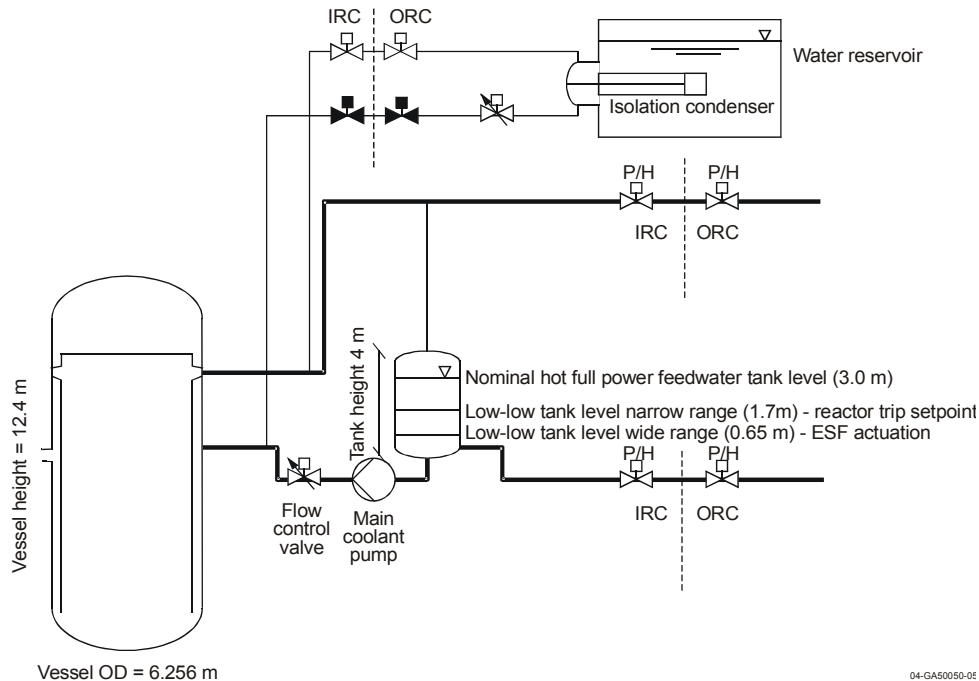 IRC
ORC
Water reservoir
Isolation condenser
P/H
P/H
IRC
ORC
Vessel height = 12.4 m
Tank height 4 m
Nominal hot full power feedwater tank level (3.0 m)
Low-low tank level narrow range (1.7m) - reactor trip setpoint
Low-low tank level wide range (0.65 m) - ESF actuation
P/H
P/H
IRC
ORC
Flow
control
valve
Main
coolant
pump
Vessel OD = 6.256 m
04-GA50050-05